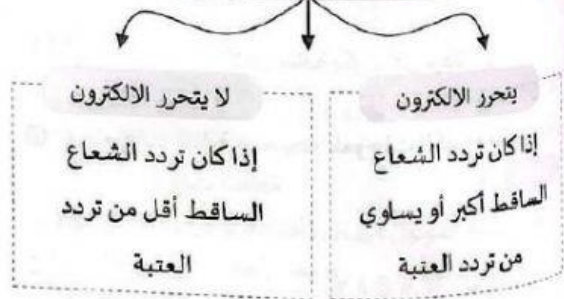 يتحرر الالكترون
إذا كان تردد الشعاع
الساقط أكبر أو يساوي
من تردد العتبة
لا يتحرر الالكترون
إذا كان تردد الشعاع
الساقط أقل من تردد
العتبة